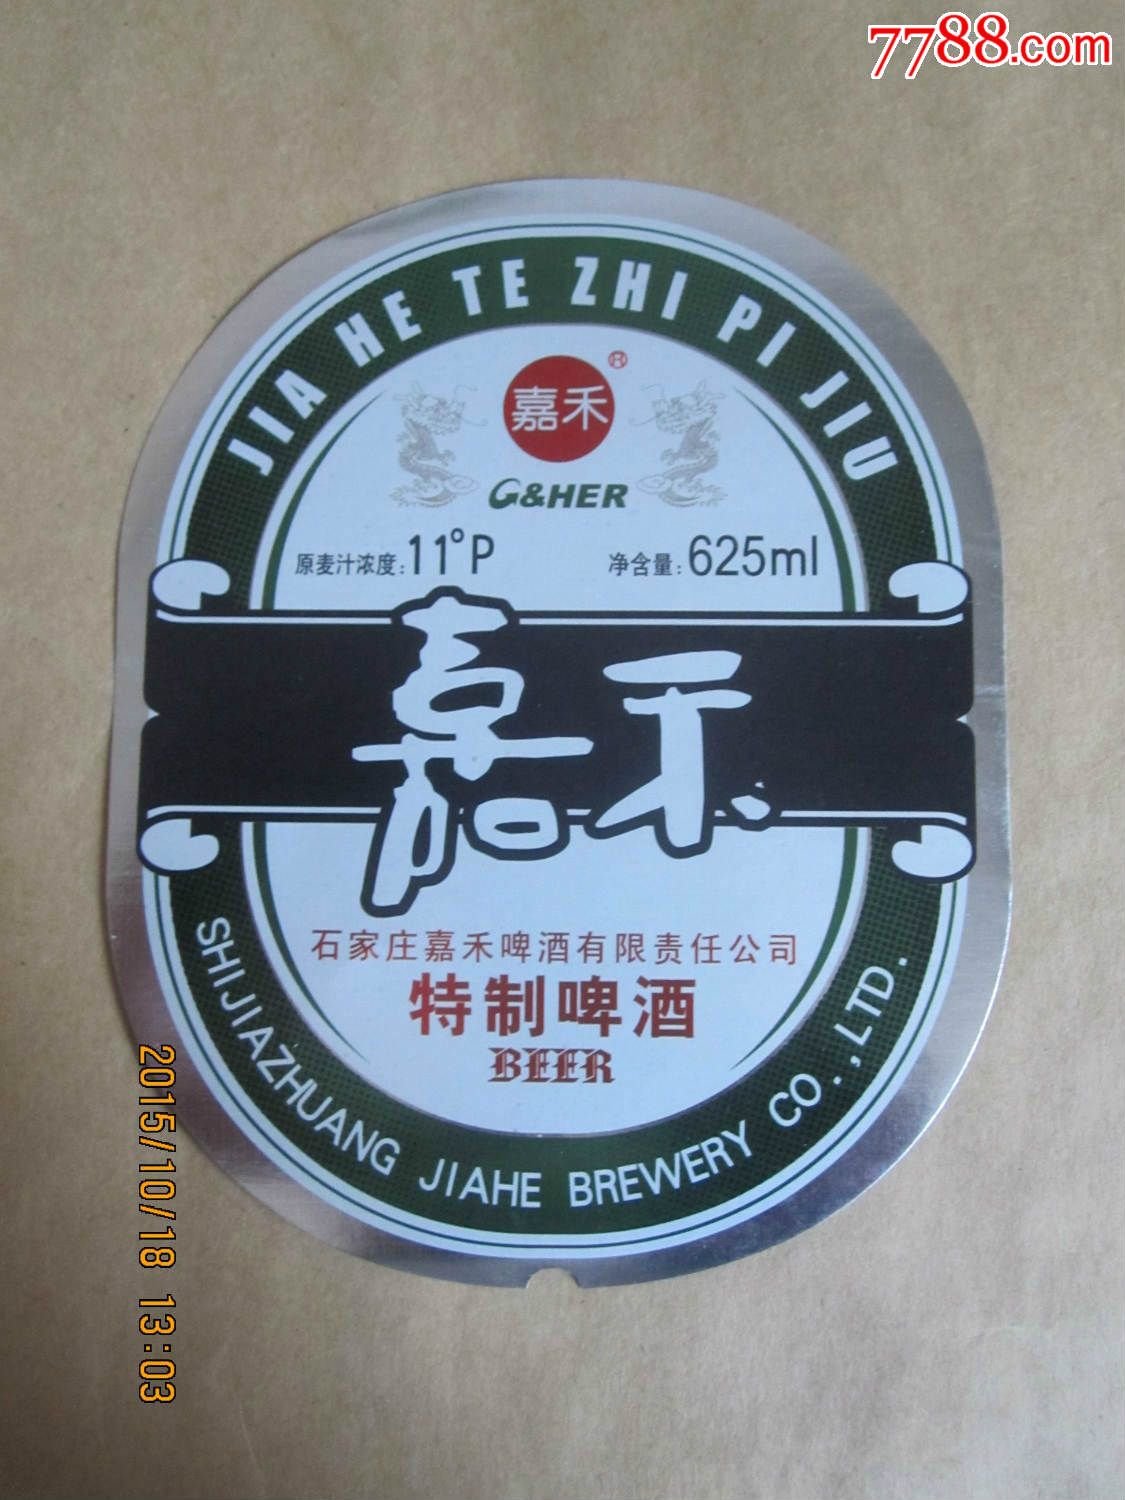 7788.com
JIA HE TE ZHI PI JIU
嘉禾®
G&HER
原麦汁浓度:11°P 净含量:625ml
嘉禾
石家庄嘉禾啤酒有限责任公司
特制啤酒
BEER
SHIJIAZHUANG JIAHE BREWERY CO.,LTD.
2015/10/18 13:03